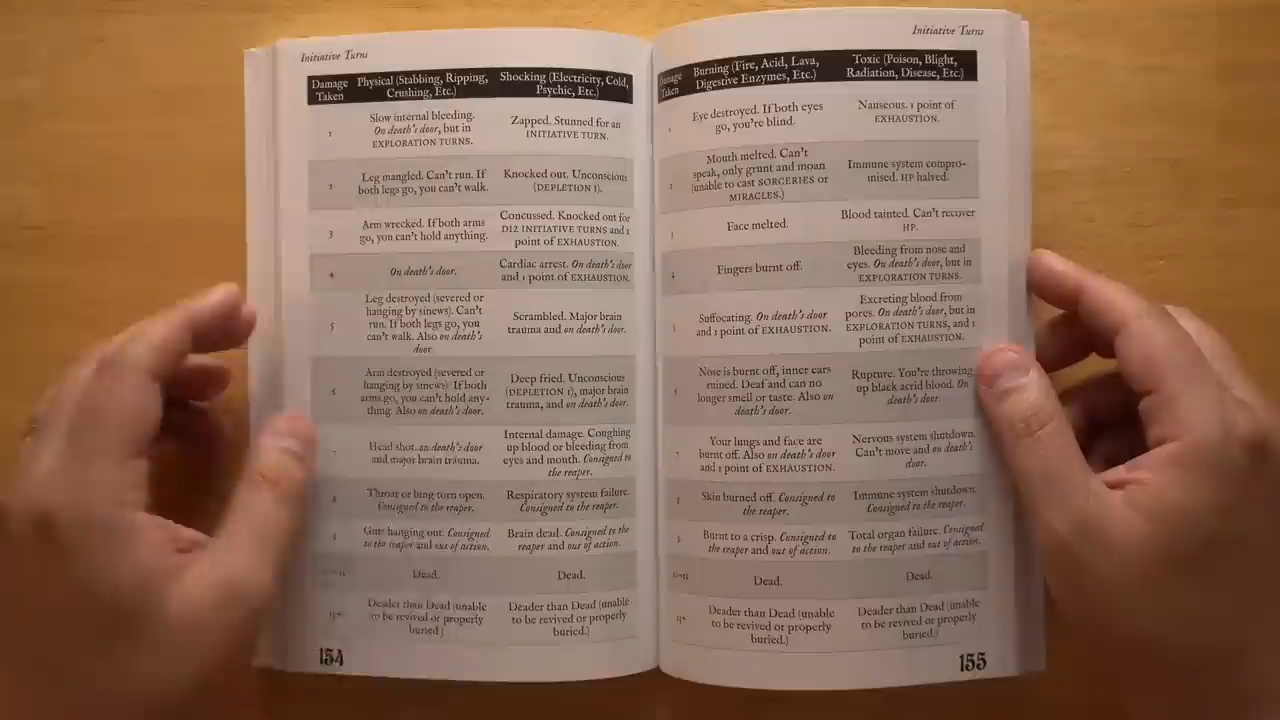 Initiative Turns
Damage
Taken
Physical (Stabbing, Ripping,
Crushing, Etc.)
Shocking (Electricity, Cold,
Psychic, Etc.)
1
Slow internal bleeding.
On death's door, but in
EXPLORATION TURNS.
Zapped. Stunned for an
INITIATIVE TURN.
2
Leg mangled. Can't run. If
both legs go, you can't walk.
Knocked out. Unconscious
(DEPLETION 1).
3
Arm wrecked. If both arms
go, you can't hold anything.
Concussed. Knocked out for
D12 INITIATIVE TURNS and 1
point of EXHAUSTION.
4
On death's door.
Cardiac arrest. On death's door
and 1 point of EXHAUSTION.
5
Leg destroyed (severed or
hanging by sinews). Can't
run. If both legs go, you
can't walk. Also on death's
door.
Scrambled. Major brain
trauma and on death's door.
6
Arm destroyed (severed or
hanging by sinews). If both
arms go, you can't hold any-
thing. Also on death's door.
Deep fried. Unconscious
(DEPLETION 1), major brain
trauma, and on death's door.
7
Head shot. on death's door
and major brain trauma.
Internal damage. Coughing
up blood or bleeding from
eyes and mouth. Consigned to
the reaper.
8
Throat or lung torn open.
Consigned to the reaper.
Respiratory system failure.
Consigned to the reaper.
9
Guts hanging out. Consigned
to the reaper and out of action.
Brain dead. Consigned to the
reaper and out of action.
Dead.
Dead.
Deader than Dead (unable
to be revived or properly
buried.)
Deader than Dead (unable
to be revived or properly
buried.)
154
Initiative Turns
Damage
Taken
Burning (Fire, Acid, Lava,
Digestive Enzymes, Etc.)
Toxic (Poison, Blight,
Radiation, Disease, Etc.)
1
Eye destroyed. If both eyes
go, you're blind.
Nauseous. 1 point of
EXHAUSTION.
2
Mouth melted. Can't
speak, only grunt and moan
(unable to cast SORCERIES or
MIRACLES.)
Immune system compro-
mised. HP halved.
3
Face melted.
Blood tainted. Can't recover
HP.
4
Fingers burnt off.
Bleeding from nose and
eyes. On death's door, but in
EXPLORATION TURNS.
5
Suffocating. On death's door
and 1 point of EXHAUSTION.
Excreting blood from
pores. On death's door, but in
EXPLORATION TURNS, and 1
point of EXHAUSTION.
6
Nose is burnt off, inner ears
ruined. Deaf and can no
longer smell or taste. Also on
death's door.
Rupture. You're throwing
up black acrid blood. On
death's door.
7
Your lungs and face are
burnt off. Also on death's door
and 1 point of EXHAUSTION.
Nervous system shutdown.
Can't move and on death's
door.
8
Skin burned off. Consigned to
the reaper.
Immune system shutdown.
Consigned to the reaper.
9
Burnt to a crisp. Consigned to
the reaper and out of action.
Total organ failure. Consigned
to the reaper and out of action.
Dead.
Dead.
Deader than Dead (unable
to be revived or properly
buried.)
Deader than Dead (unable
to be revived or properly
buried.)
155